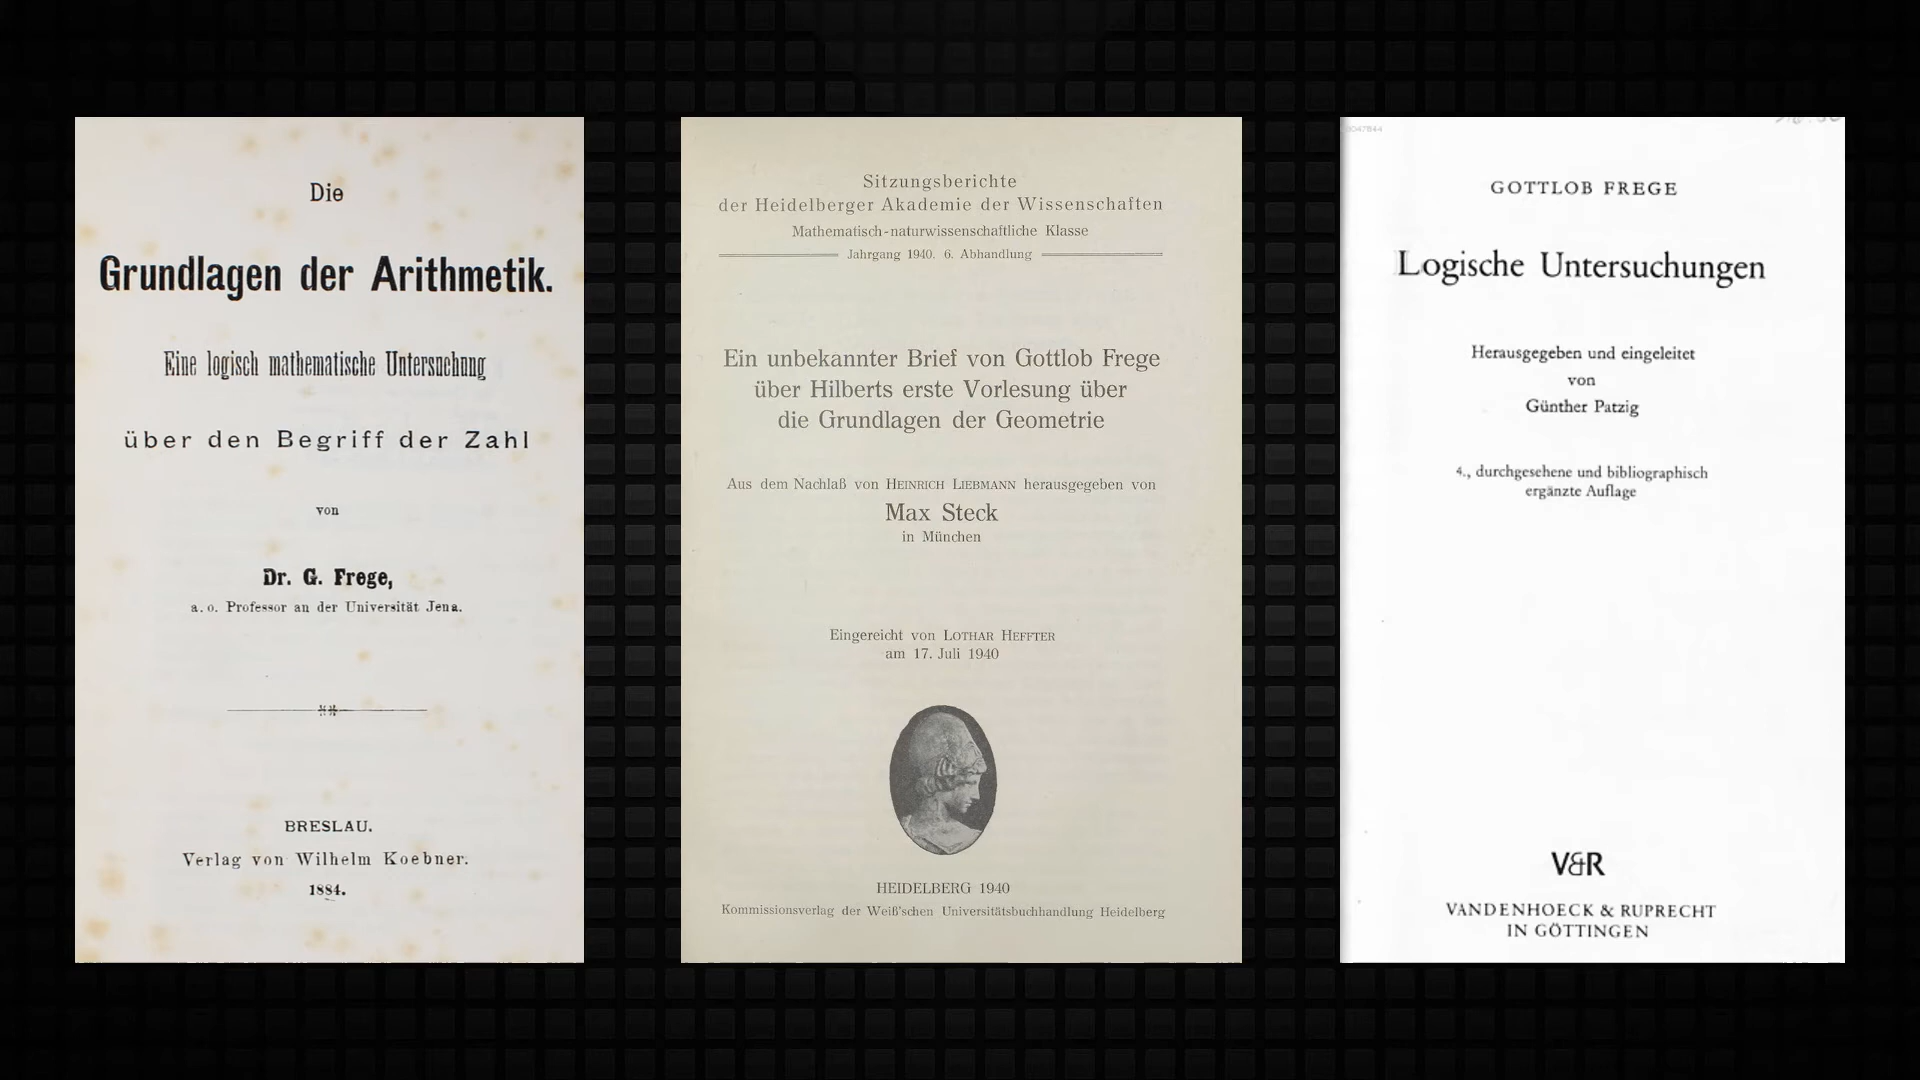 Die
Grundlagen der Arithmetik.
Eine logisch mathematische Untersuchung
über den Begriff der Zahl
von
Dr. G. Frege,
a. o. Professor an der Universität Jena.
BRESLAU.
Verlag von Wilhelm Koebner.
1884.
Sitzungsberichte
der Heidelberger Akademie der Wissenschaften
Mathematisch-naturwissenschaftliche Klasse
Jahrgang 1940. 6. Abhandlung
Ein unbekannter Brief von Gottlob Frege
über Hilberts erste Vorlesung über
die Grundlagen der Geometrie
Aus dem Nachlaß von HEINRICH LIEBMANN herausgegeben von
Max Steck
in München
Eingereicht von LOTHAR HEFFTER
am 17. Juli 1940
HEIDELBERG 1940
Kommissionsverlag der Weiß'schen Universitätsbuchhandlung Heidelberg
GOTTLOB FREGE
Logische Untersuchungen
Herausgegeben und eingeleitet
von
Günther Patzig
4., durchgesehene und bibliographisch
ergänzte Auflage
V&R
VANDENHOECK & RUPRECHT
IN GÖTTINGEN